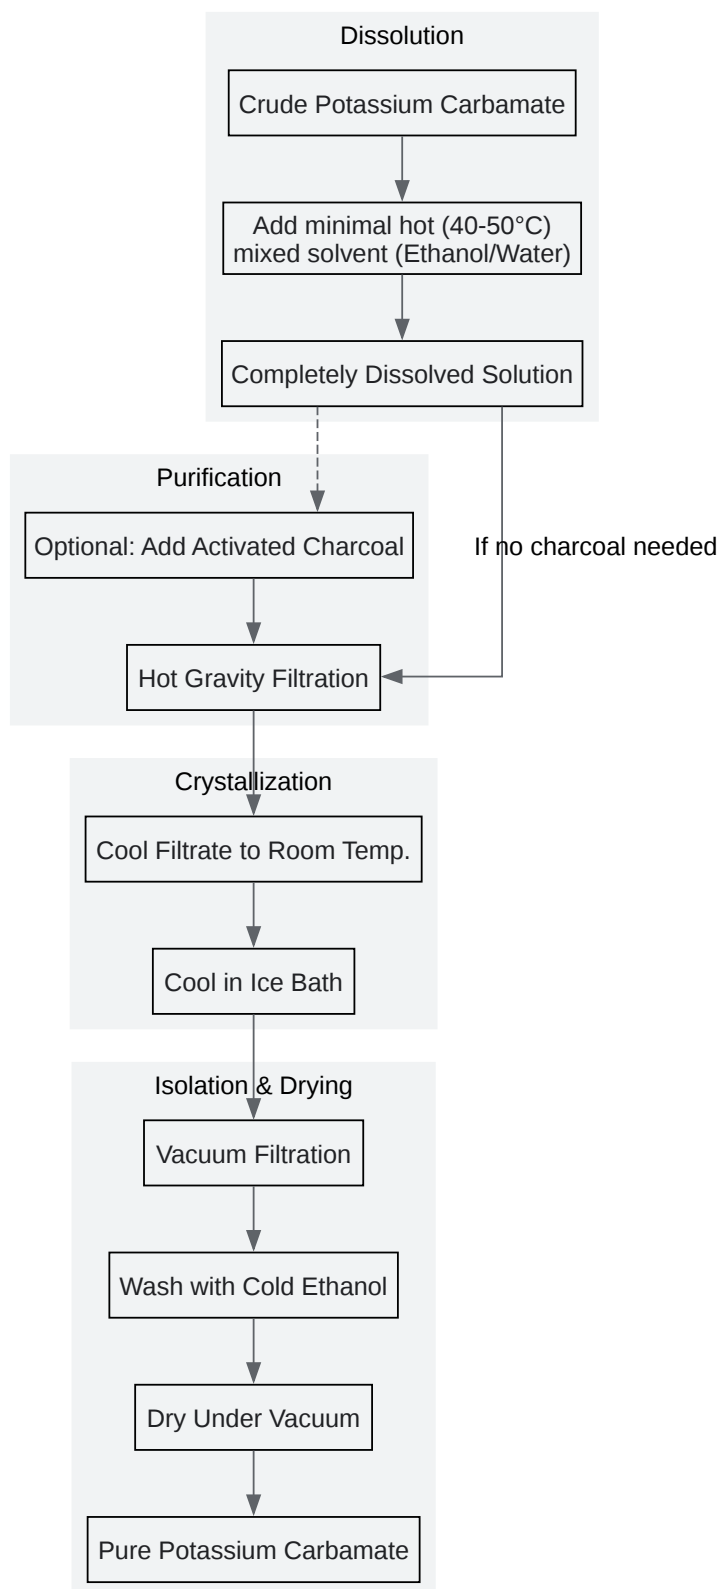 Dissolution
Crude Potassium Carbamate
Add minimal hot (40-50°C)
mixed solvent (Ethanol/Water)
Completely Dissolved Solution
Purification
Optional: Add Activated Charcoal
If no charcoal needed
Hot Gravity Filtration
Crystallization
Cool Filtrate to Room Temp.
Cool in Ice Bath
Isolation & Drying
Vacuum Filtration
Wash with Cold Ethanol
Dry Under Vacuum
Pure Potassium Carbamate